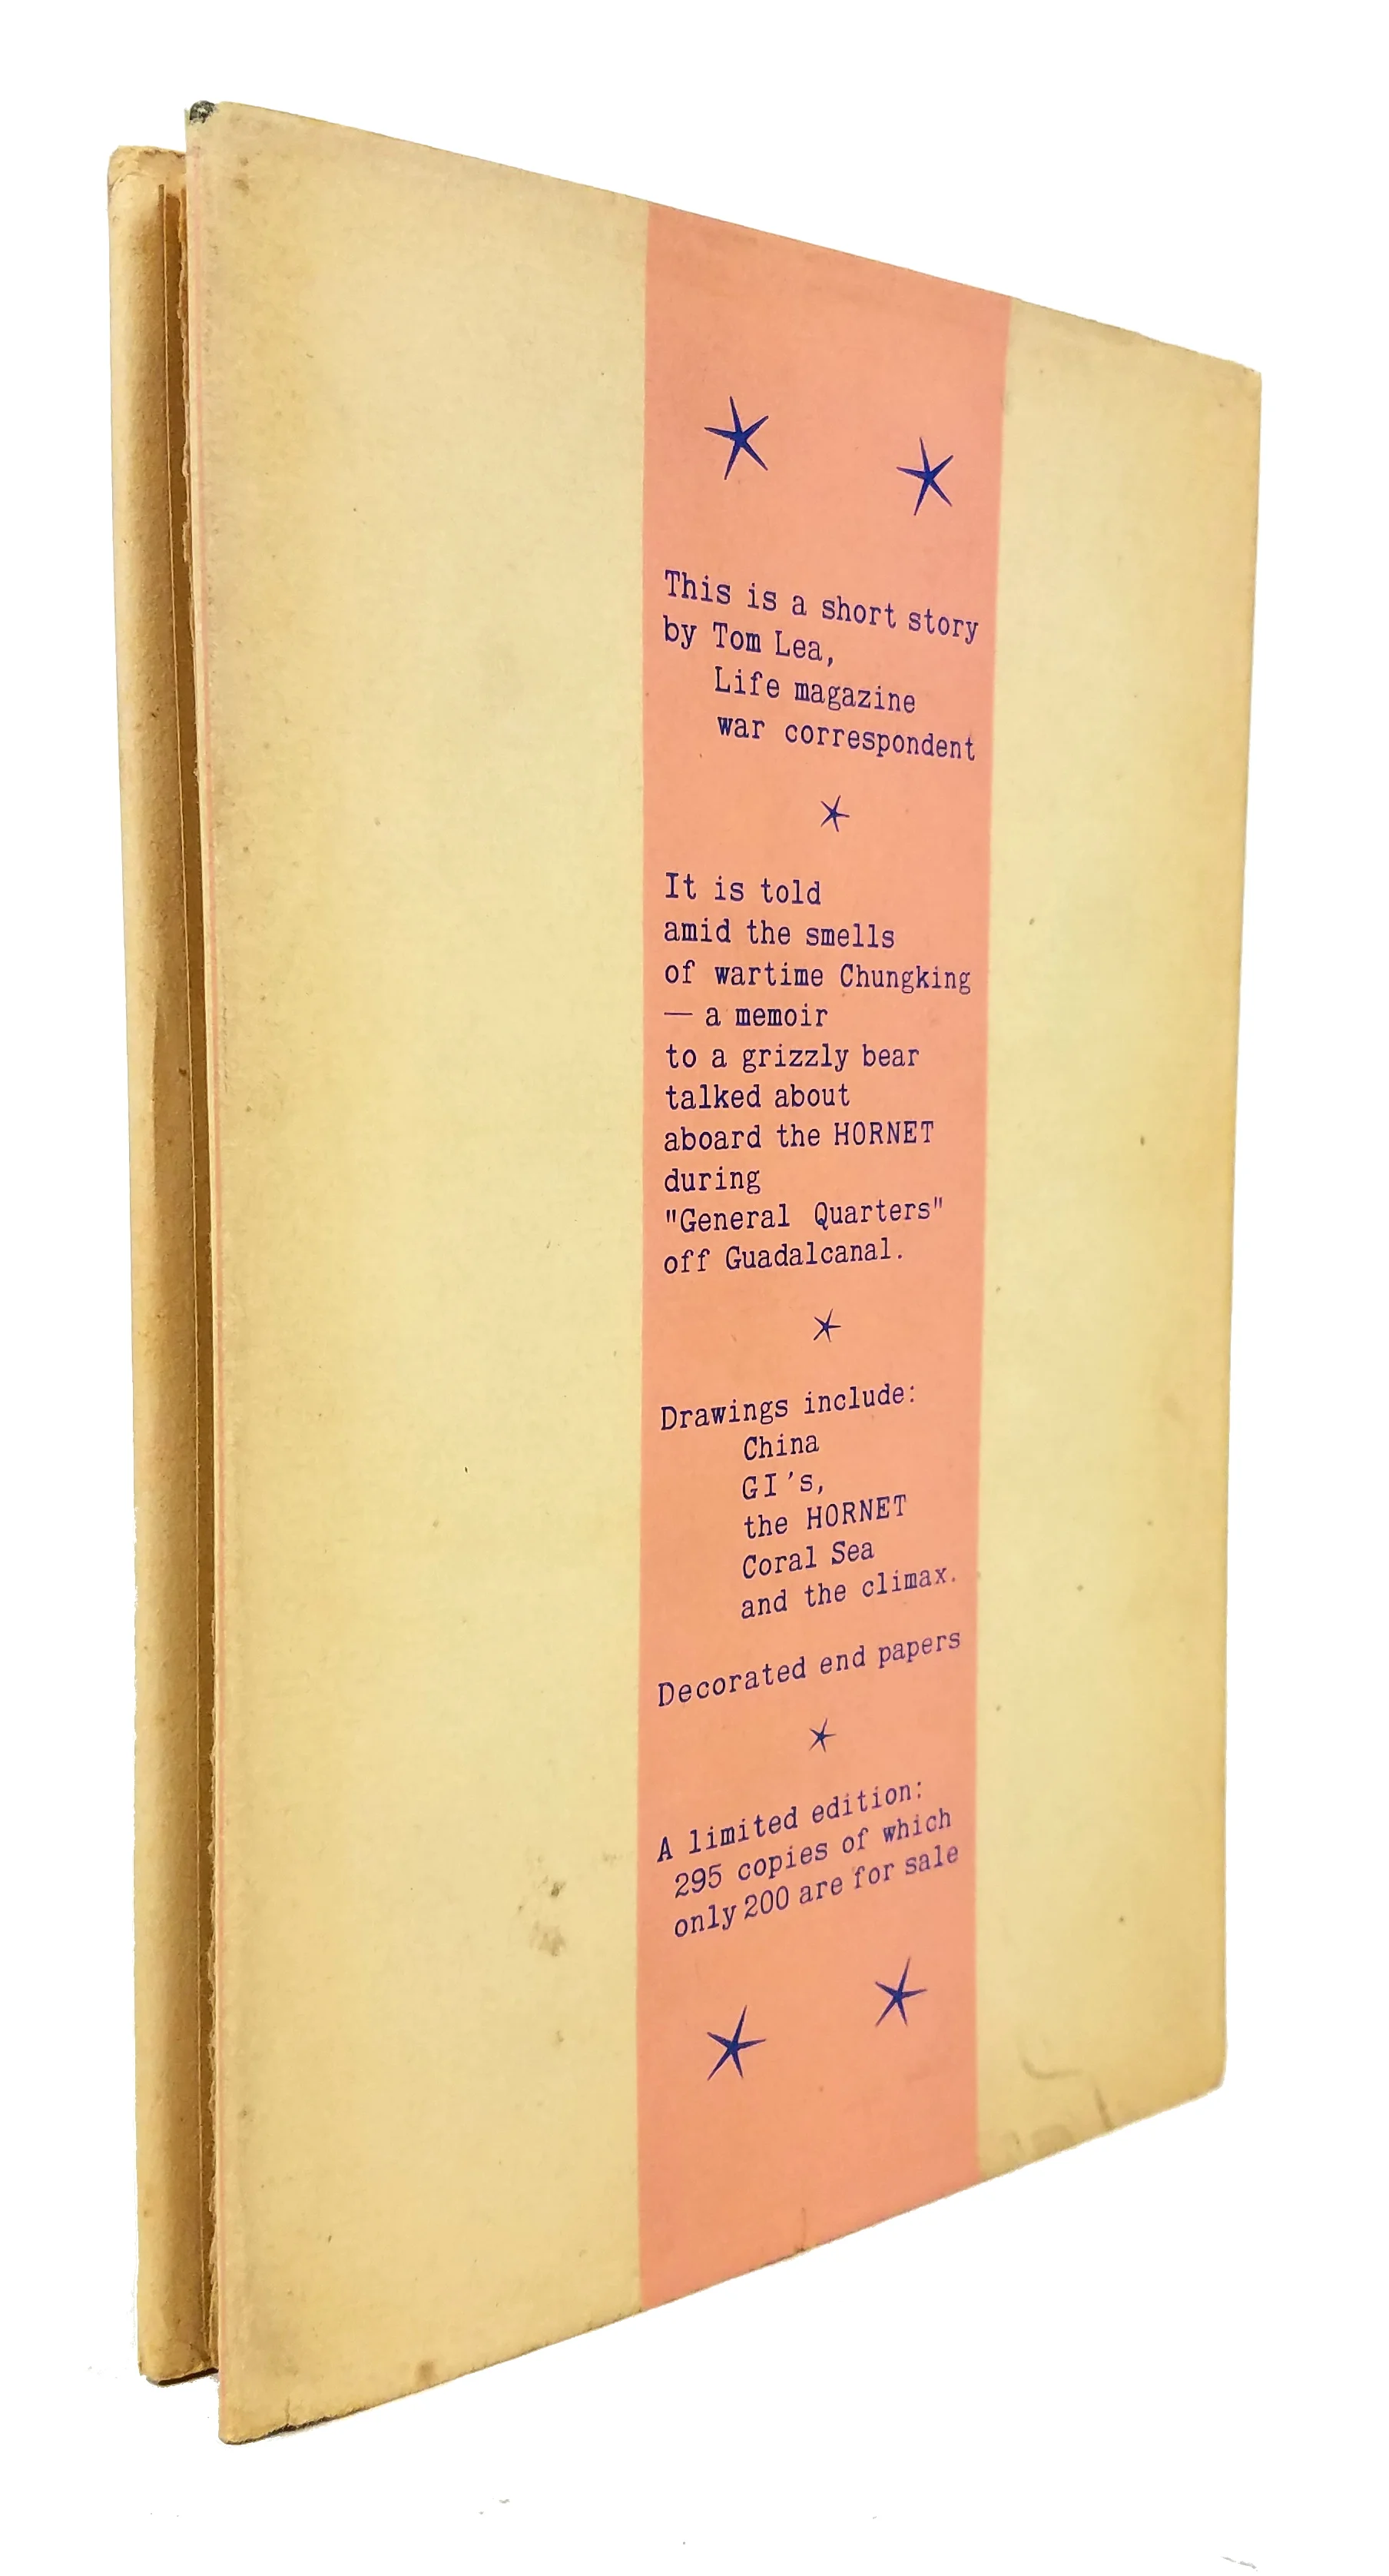 This is a short story
by Tom Lea,
Life magazine
war correspondent
It is told
amid the smells
of wartime Chungking
— a memoir
to a grizzly bear
talked about
aboard the HORNET
during
"General Quarters"
off Guadalcanal.
Drawings include:
China
GI's,
the HORNET
Coral Sea
and the climax.
Decorated end papers
A limited edition:
295 copies of which
only 200 are for sale